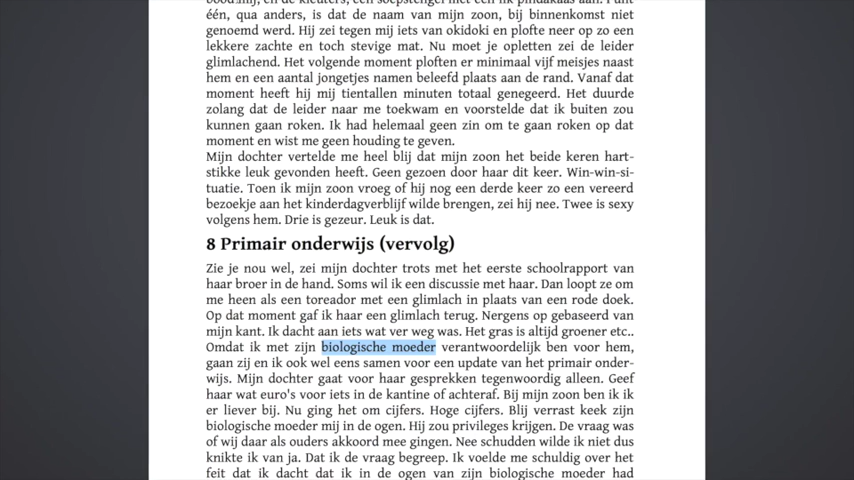 één, qua anders, is dat de naam van mijn zoon, bij binnenkomst niet
genoemd werd. Hij zei tegen mij iets van okidoki en plofte neer op zo een
lekkere zachte en toch stevige mat. Nu moet je opletten zei de leider
glimlachend. Het volgende moment ploften er minimaal vijf meisjes naast
hem en een aantal jongetjes namen beleefd plaats aan de rand. Vanaf dat
moment heeft hij mij tientallen minuten totaal genegeerd. Het duurde
zolang dat de leider naar me toekwam en voorstelde dat ik buiten zou
kunnen gaan roken. Ik had helemaal geen zin om te gaan roken op dat
moment en wist me geen houding te geven.
Mijn dochter vertelde me heel blij dat mijn zoon het beide keren hart-
stikke leuk gevonden heeft. Geen gezoen door haar dit keer. Win-win-si-
tuatie. Toen ik mijn zoon vroeg of hij nog een derde keer zo een vereerd
bezoekje aan het kinderdagverblijf wilde brengen, zei hij nee. Twee is sexy
volgens hem. Drie is gezeur. Leuk is dat.
8 Primair onderwijs (vervolg)
Zie je nou wel, zei mijn dochter trots met het eerste schoolrapport van
haar broer in de hand. Soms wil ik een discussie met haar. Dan loopt ze om
me heen als een toreador met een glimlach in plaats van een rode doek.
Op dat moment gaf ik haar een glimlach terug. Nergens op gebaseerd van
mijn kant. Ik dacht aan iets wat ver weg was. Het gras is altijd groener etc..
Omdat ik met zijn biologische moeder verantwoordelijk ben voor hem,
gaan zij en ik ook wel eens samen voor een update van het primair onder-
wijs. Mijn dochter gaat voor haar gesprekken tegenwoordig alleen. Geef
haar wat euro's voor iets in de kantine of achteraf. Bij mijn zoon ben ik ik
er liever bij. Nu ging het om cijfers. Hoge cijfers. Blij verrast keek zijn
biologische moeder mij in de ogen. Hij zou privileges krijgen. De vraag was
of wij daar als ouders akkoord mee gingen. Nee schudden wilde ik niet dus
knikte ik van ja. Dat ik de vraag begreep. Ik voelde me schuldig over het
feit dat ik dacht dat ik in de ogen van zijn biologische moeder had